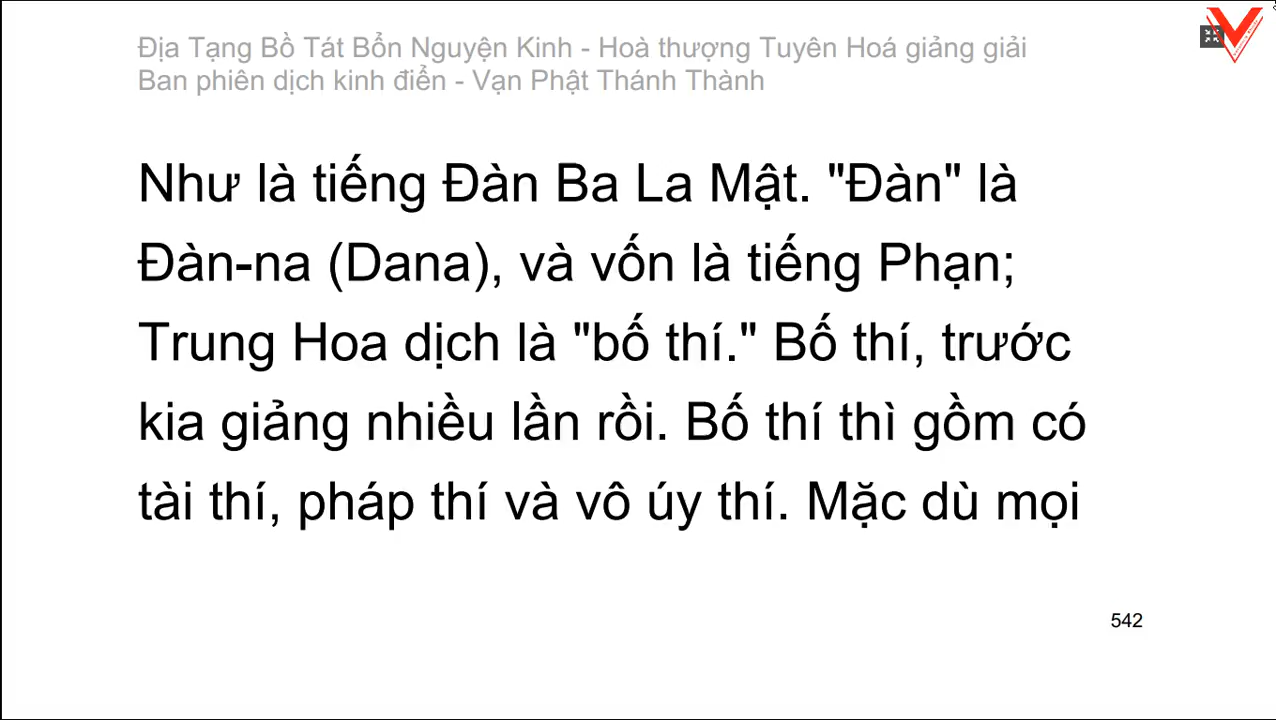 Địa Tạng Bồ Tát Bổn Nguyện Kinh - Hoà thượng Tuyên Hoá giảng giải
Ban phiên dịch kinh điển - Vạn Phật Thánh Thành
Như là tiếng Đàn Ba La Mật. "Đàn" là
Đàn-na (Dana), và vốn là tiếng Phạn;
Trung Hoa dịch là "bố thí." Bố thí, trước
kia giảng nhiều lần rồi. Bố thí thì gồm có
tài thí, pháp thí và vô úy thí. Mặc dù mọi
542